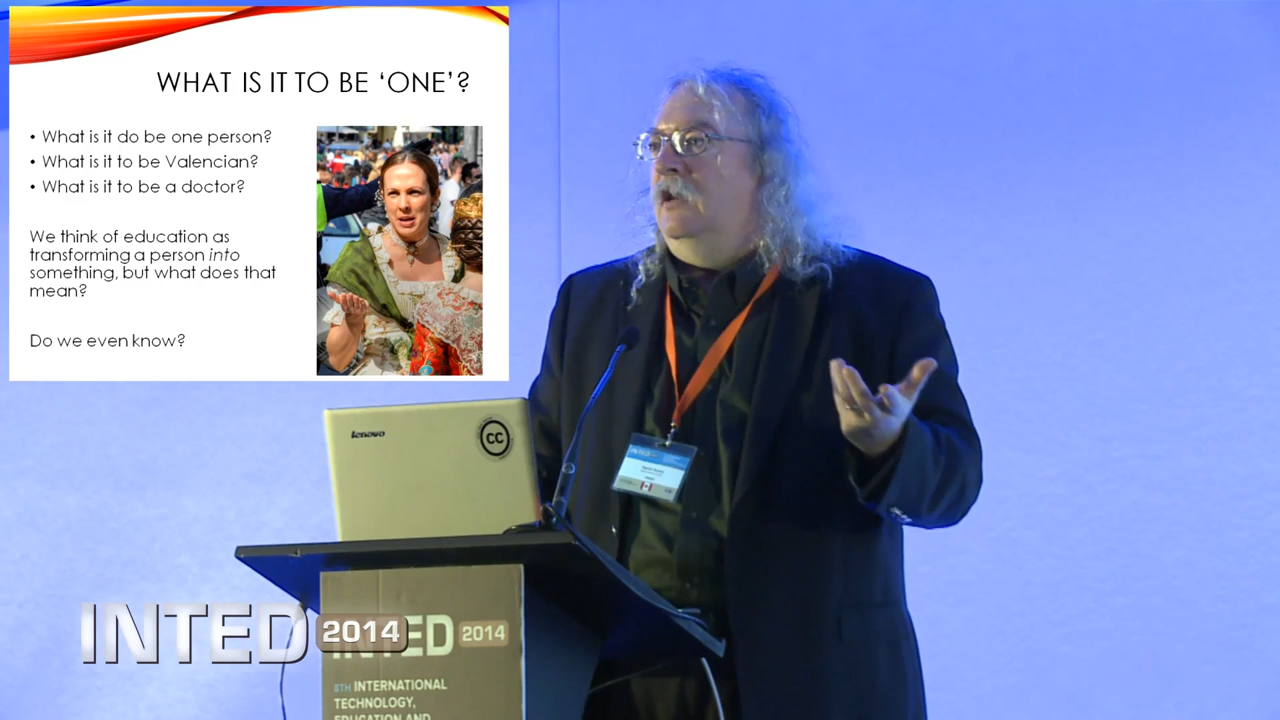 WHAT IS IT TO BE ‘ONE’?
• What is it do be one person?
• What is it to be Valencian?
• What is it to be a doctor?
We think of education as
transforming a person into
something, but what does that
mean?
Do we even know?
lenovo
CC
INTED
INTED 2014
INTED 2014
8TH INTERNATIONAL
TECHNOLOGY,
EDUCATION AND